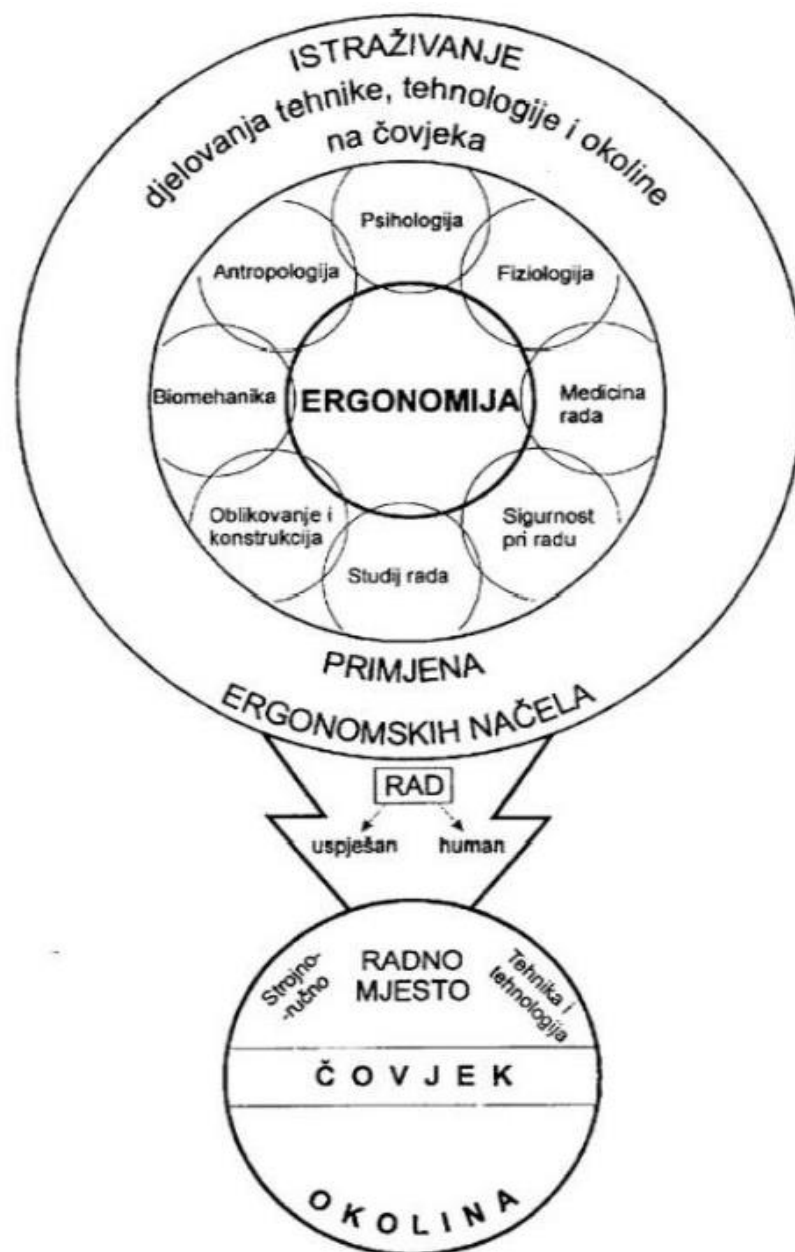 ISTRAŽIVANJE
djelovanja tehnike, tehnologije i okoline
na čovjeka
Psihologija
Antropologija
Fiziologija
Biomehanika
ERGONOMIJA
Medicina
rada
Oblikovanje i
konstrukcija
Sigurnost
pri radu
Studij rada
PRIMJENA
ERGONOMSKIH NAČELA
RAD
uspješan human
Strojno-
-ručno
RADNO
MJESTO
Tehnika i
tehnologija
ČOVJEK
OKOLINA